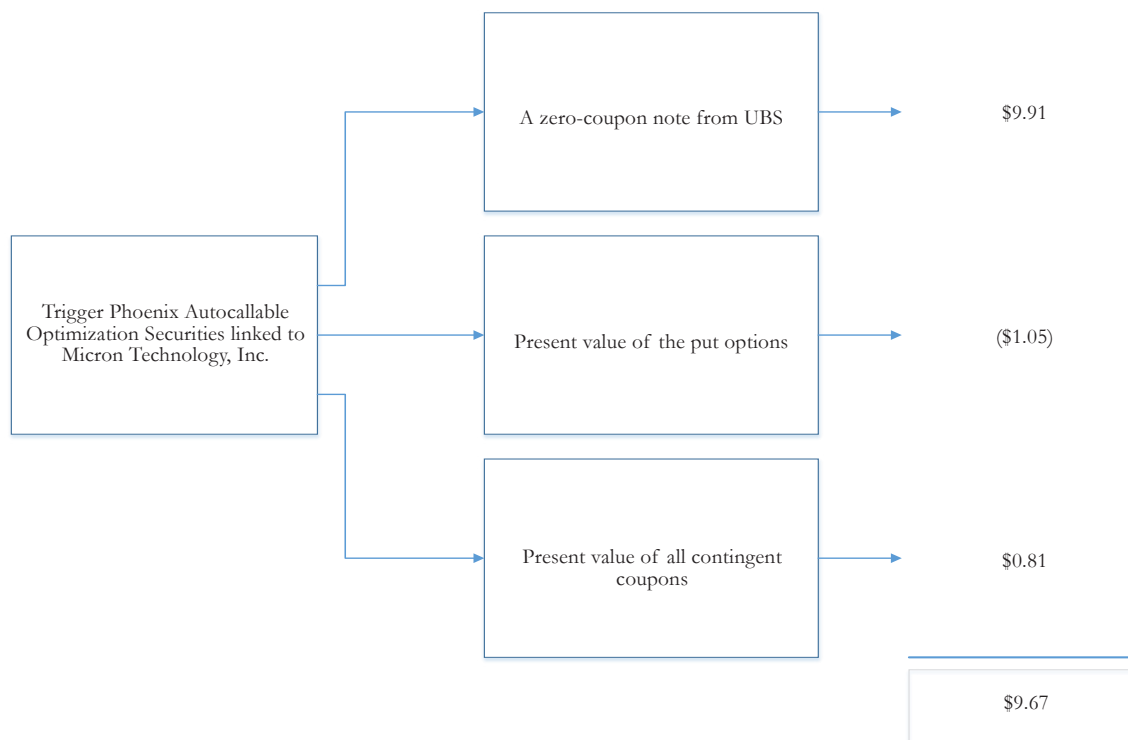 A zero-coupon note from UBS
$9.91
Trigger Phoenix Autocallable
Optimization Securities linked to
Micron Technology, Inc.
Present value of the put options
($1.05)
Present value of all contingent
coupons
$0.81
$9.67